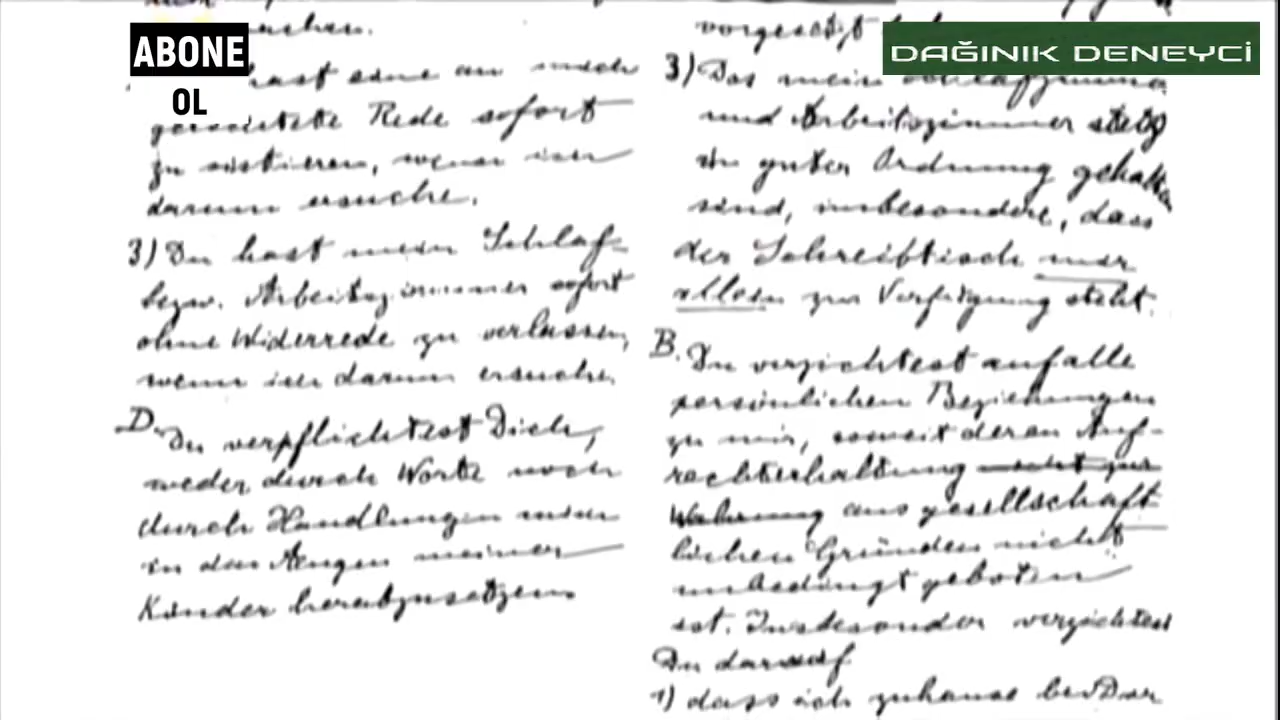 ABONE
OL
DAĞINIK DENEYCİ
machen.
hast eine an mich
gerichtete Rede sofort
zu sistieren, wenn ich
darum ersuche.
3) Du hast mein Schlaf-
bezw. Arbeitszimmer sofort
ohne Widerrede zu verlassen,
wenn ich darum ersuche.
D. Du verpflichtest Dich,
weder durch Worte noch
durch Handlungen mich
in den Augen meiner
Kinder herabzusetzen.
vorgesetzt
3) Das mein Schlafzimmer
und Arbeitszimmer stets
in guter Ordnung gehalten
sind, insbesondere, dass
der Schreibtisch mir
allein zur Verfügung steht.
B. Du verzichtest auf alle
persönlichen Beziehungen
zu mir, soweit deren Auf-
rechterhaltung nicht zur
Wahrung aus gesellschaft-
lichen Gründen nicht
unbedingt geboten
ist. Insbesonder verzichtest
Du darauf
1) dass ich zuhause bei Dir